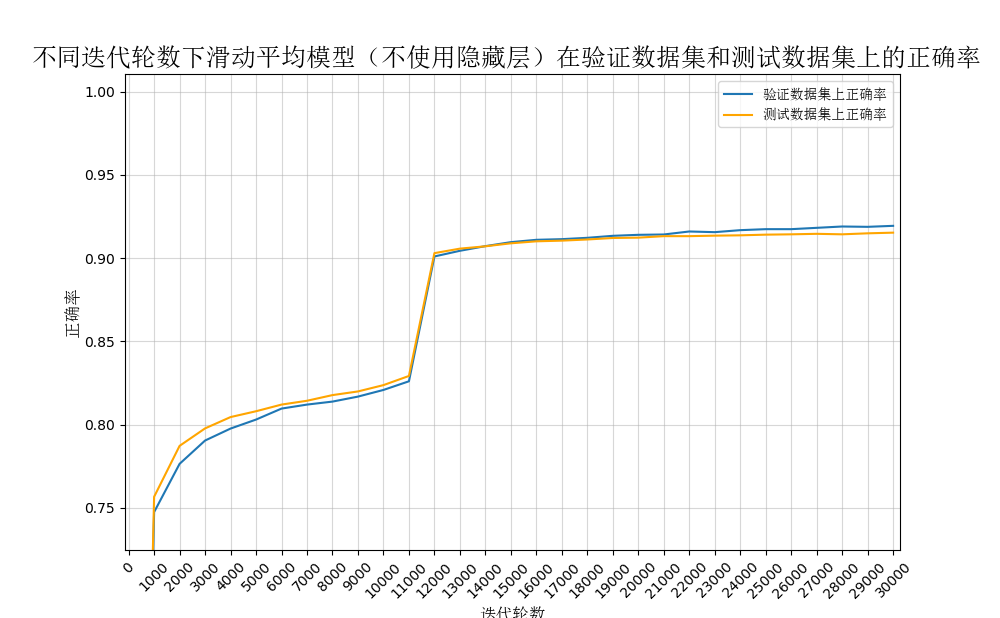 不同迭代轮数下滑动平均模型（不使用隐藏层）在验证数据集和测试数据集上的正确率
验证数据集上正确率
测试数据集上正确率
1.00
0.95
0.90
0.85
0.80
0.75
正确率
0 1000 2000 3000 4000 5000 6000 7000 8000 9000 10000 11000 12000 13000 14000 15000 16000 17000 18000 19000 20000 21000 22000 23000 24000 25000 26000 27000 28000 29000 30000
迭代轮数